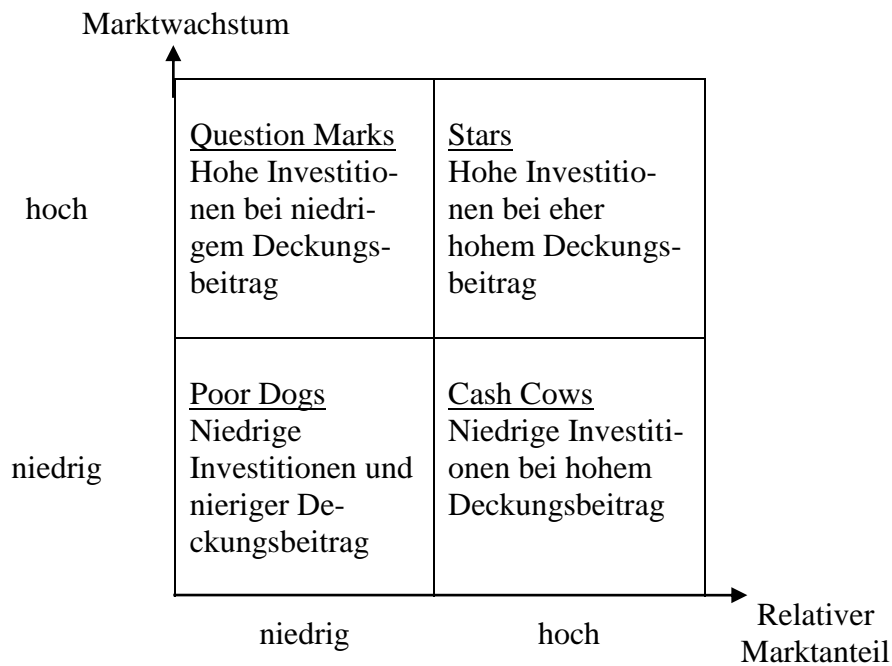 Marktwachstum
hoch
Question Marks
Hohe Investitio-
nen bei niedri-
gem Deckungs-
beitrag
Stars
Hohe Investitio-
nen bei eher
hohem Deckungs-
beitrag
niedrig
Poor Dogs
Niedrige
Investitionen und
nieriger De-
ckungsbeitrag
Cash Cows
Niedrige Investiti-
onen bei hohem
Deckungsbeitrag
niedrig
hoch
Relativer
Marktanteil